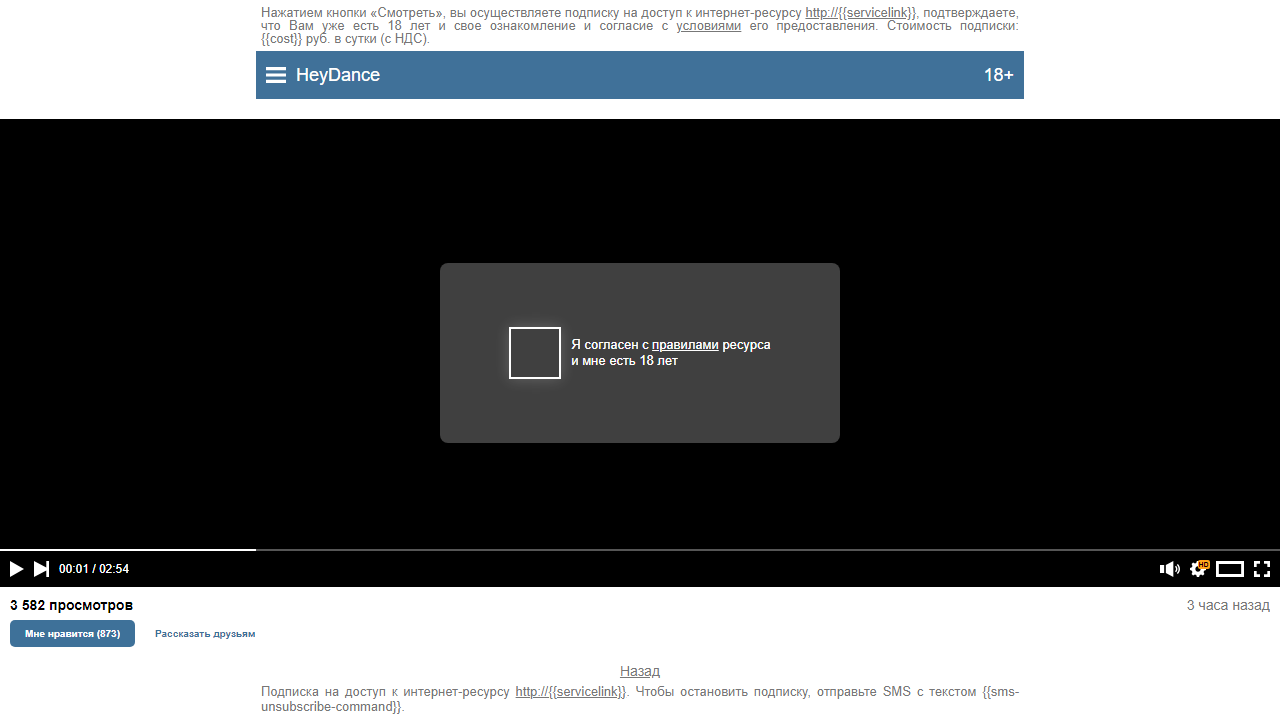 Нажатием кнопки «Смотреть», вы осуществляете подписку на доступ к интернет-ресурсу http://{{servicelink}}, подтверждаете,
что Вам уже есть 18 лет и свое ознакомление и согласие с условиями его предоставления. Стоимость подписки:
{{cost}} руб. в сутки (с НДС).
HeyDance 18+
Я согласен с правилами ресурса
и мне есть 18 лет
00:01 / 02:54
HD
3 582 просмотров 3 часа назад
Мне нравится (873) Рассказать друзьям
Назад
Подписка на доступ к интернет-ресурсу http://{{servicelink}}. Чтобы остановить подписку, отправьте SMS с текстом {{sms-
unsubscribe-command}}.